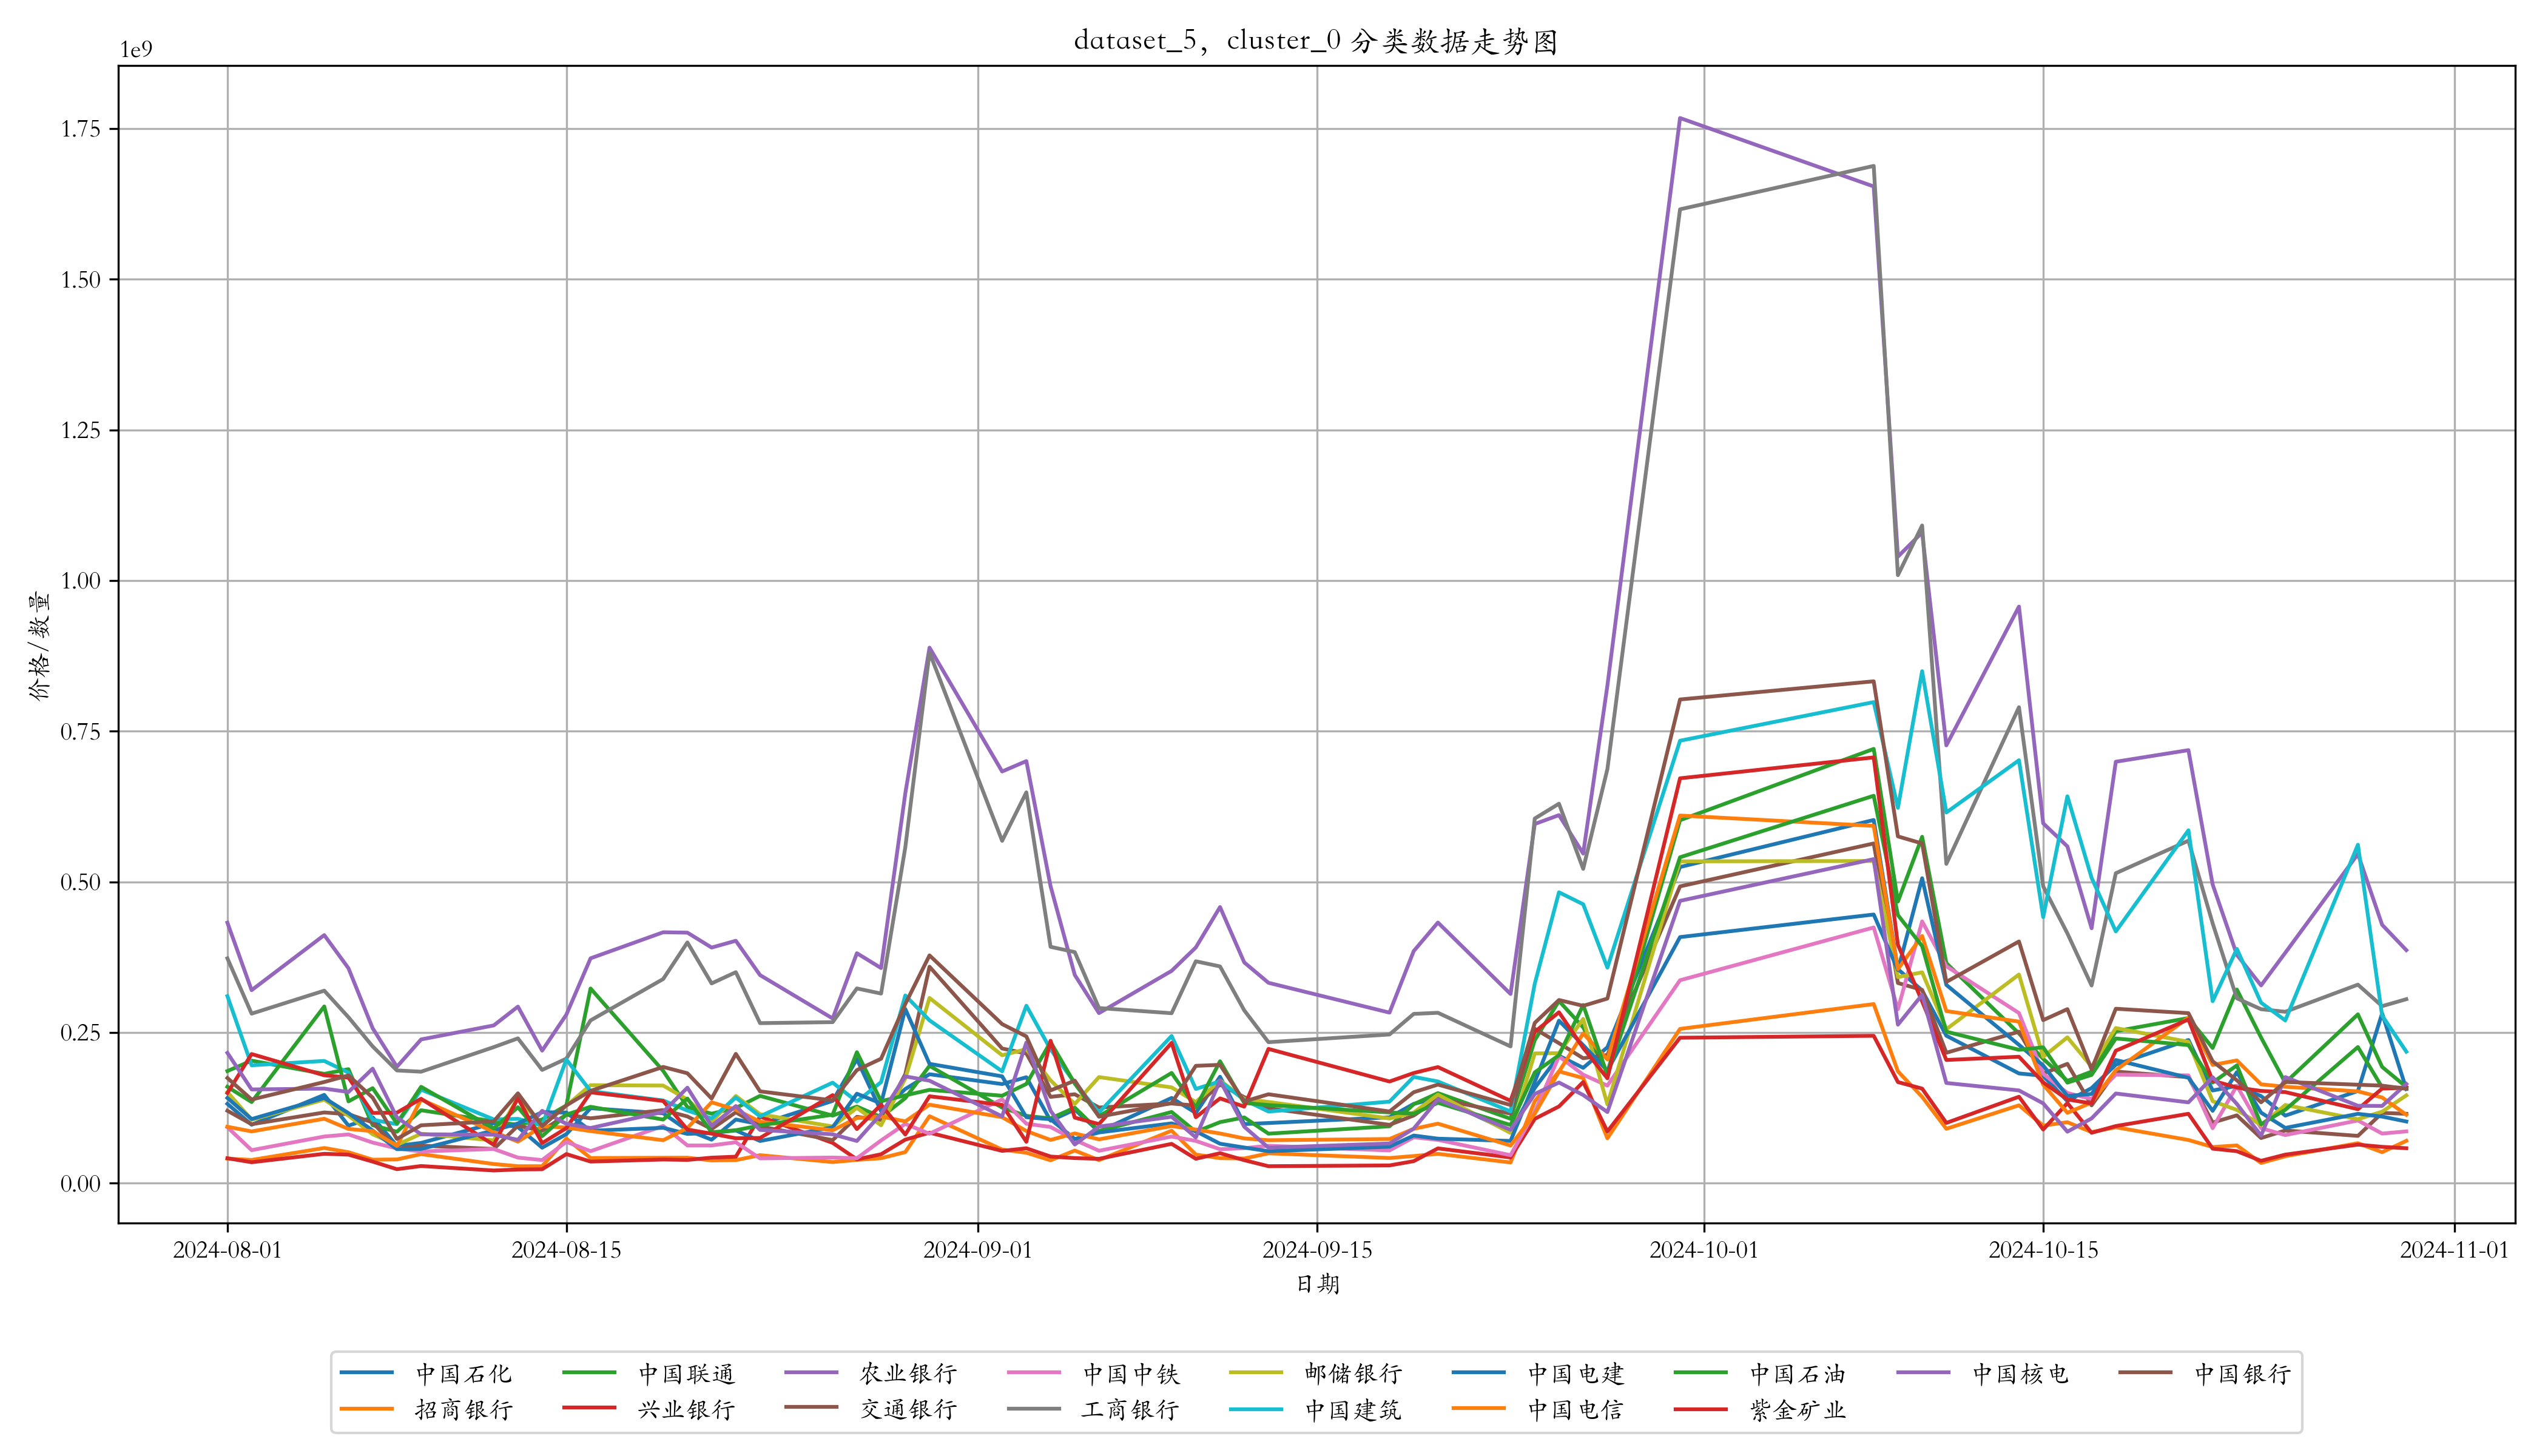 dataset_5，cluster_0 分类数据走势图
1e9
1.75
1.50
1.25
1.00
0.75
0.50
0.25
0.00
价格/数量
2024-08-01 2024-08-15 2024-09-01 2024-09-15 2024-10-01 2024-10-15 2024-11-01
日期
中国石化 中国联通 农业银行 中国中铁 邮储银行 中国电建 中国石油 中国核电 中国银行
招商银行 兴业银行 交通银行 工商银行 中国建筑 中国电信 紫金矿业